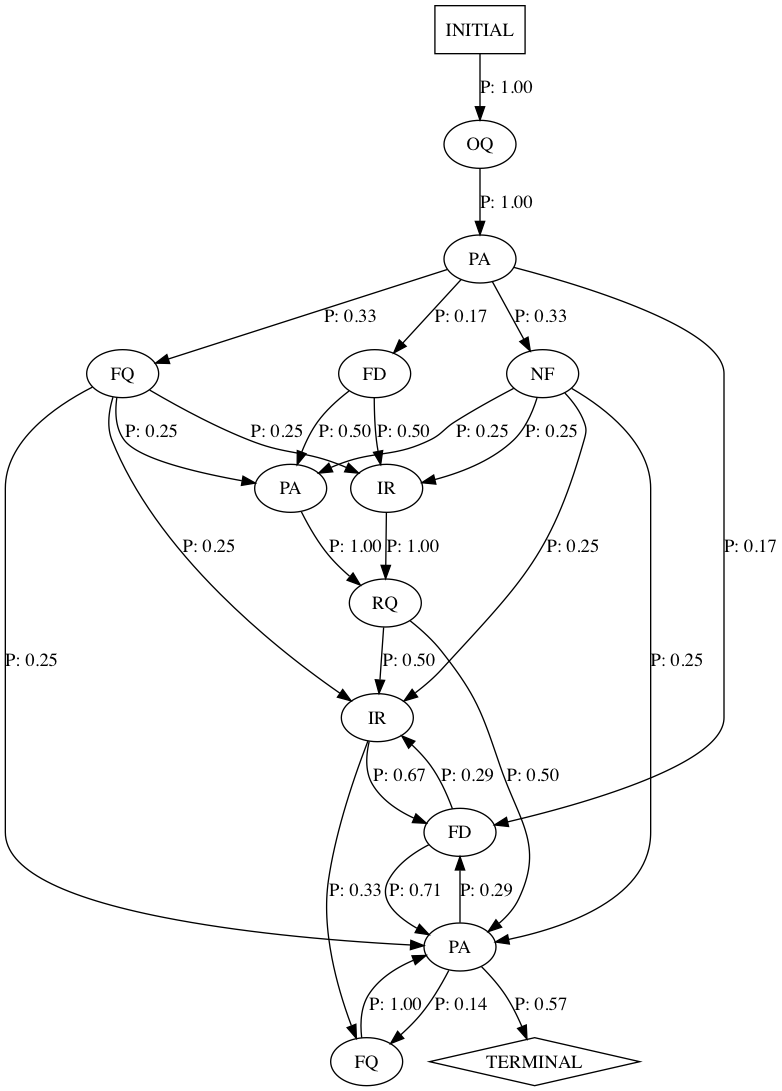 INITIAL
P: 1.00
OQ
P: 1.00
PA
P: 0.33
P: 0.17
P: 0.33
FQ
FD
NF
P: 0.25
P: 0.25
P: 0.50
P: 0.50
P: 0.25
P: 0.25
PA
IR
P: 0.25
P: 1.00
P: 1.00
P: 0.25
P: 0.17
RQ
P: 0.25
P: 0.50
P: 0.25
IR
P: 0.67
P: 0.29
P: 0.50
FD
P: 0.33
P: 0.71
P: 0.29
PA
P: 1.00
P: 0.14
P: 0.57
FQ
TERMINAL